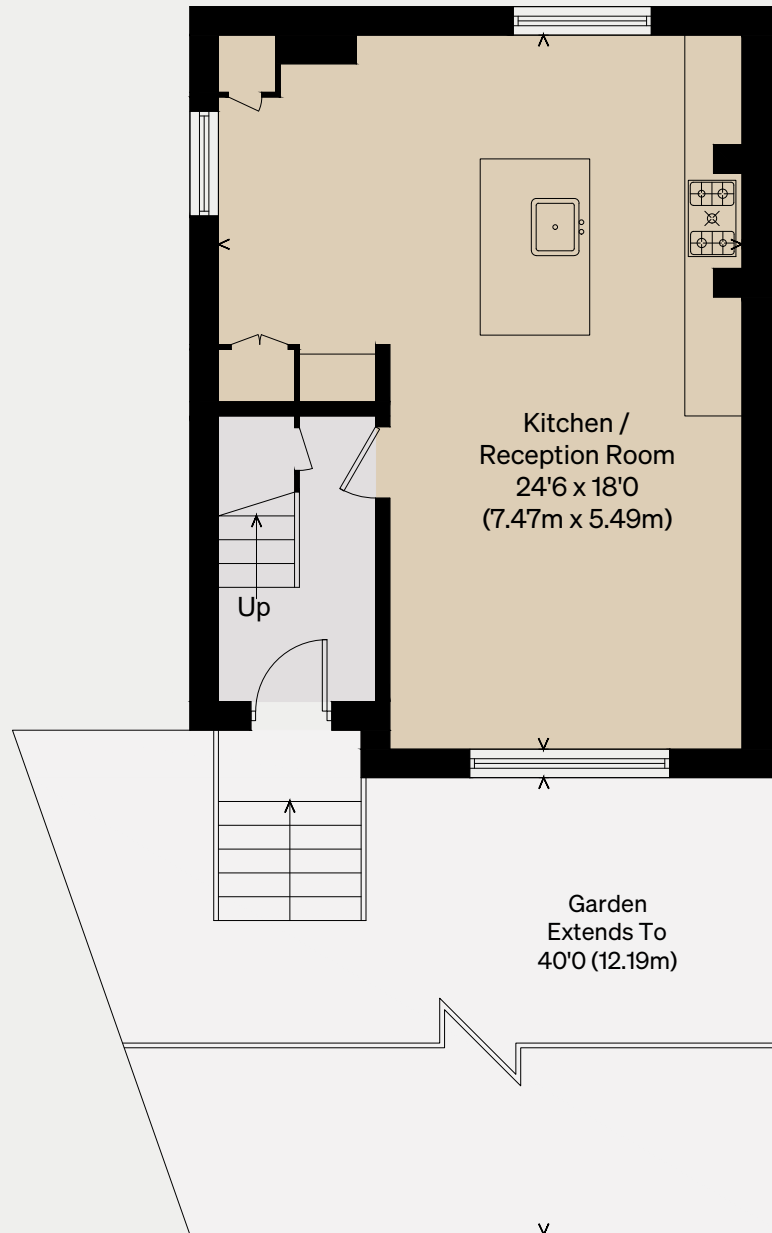 Kitchen /
Reception Room
24'6 x 18'0
(7.47m x 5.49m)
Up
Garden
Extends To
40'0 (12.19m)